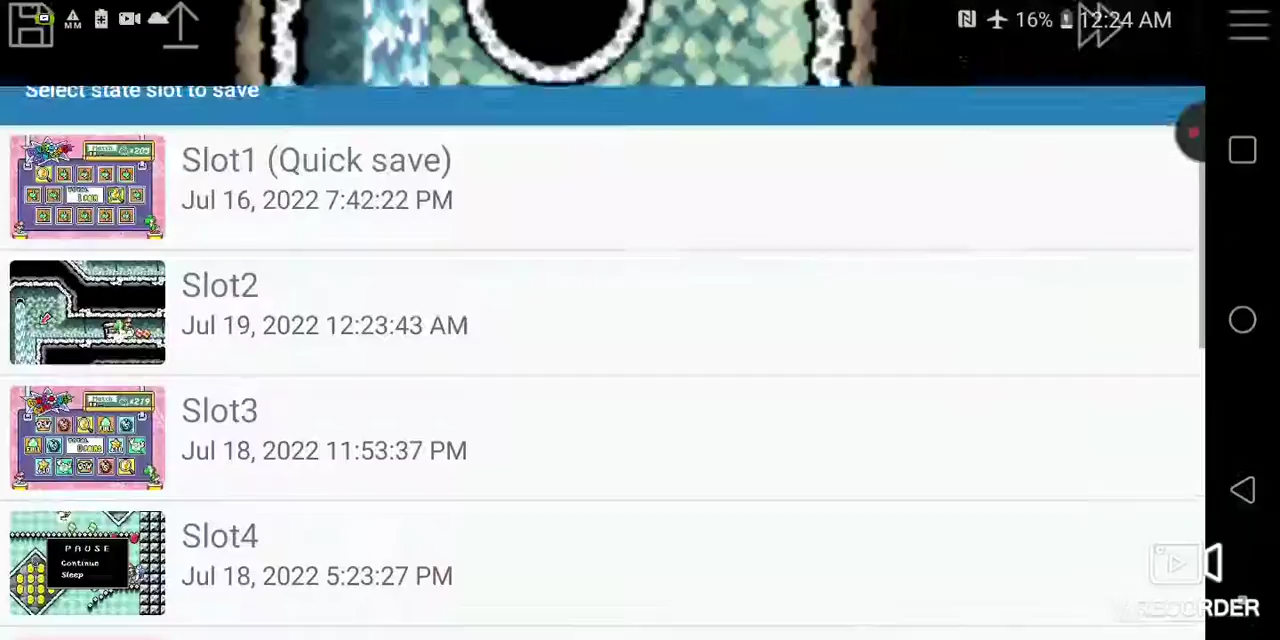 MM
16%
12:24 AM
Select state slot to save
Slot1 (Quick save)
Jul 16, 2022 7:42:22 PM
Slot2
Jul 19, 2022 12:23:43 AM
Slot3
Jul 18, 2022 11:53:37 PM
Slot4
Jul 18, 2022 5:23:27 PM
PAUSE
Continue
Sleep
RECORDER